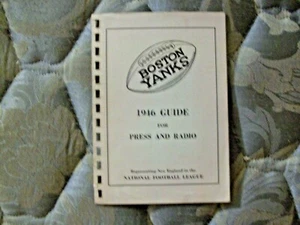 BOSTON
YANKS
1946 GUIDE
FOR
PRESS AND RADIO
Representing New England in the
NATIONAL FOOTBALL LEAGUE